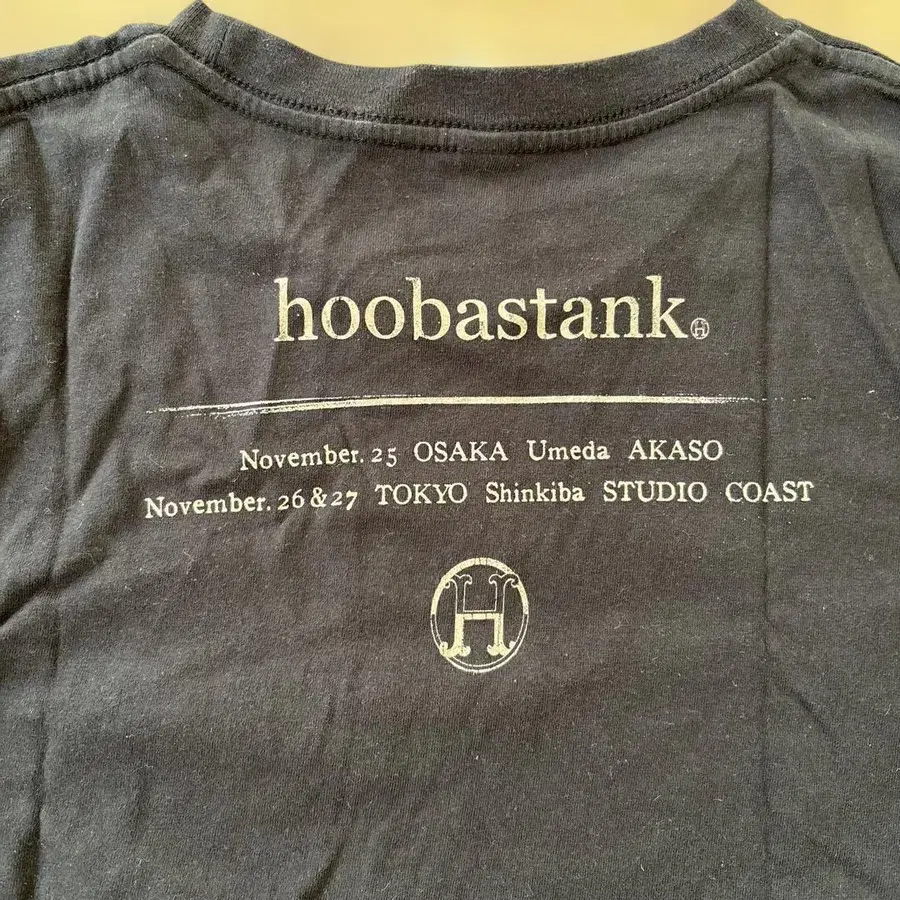 hoobastank Ⓗ
November. 25 OSAKA Umeda AKASO
November. 26 & 27 TOKYO Shinkiba STUDIO COAST
H